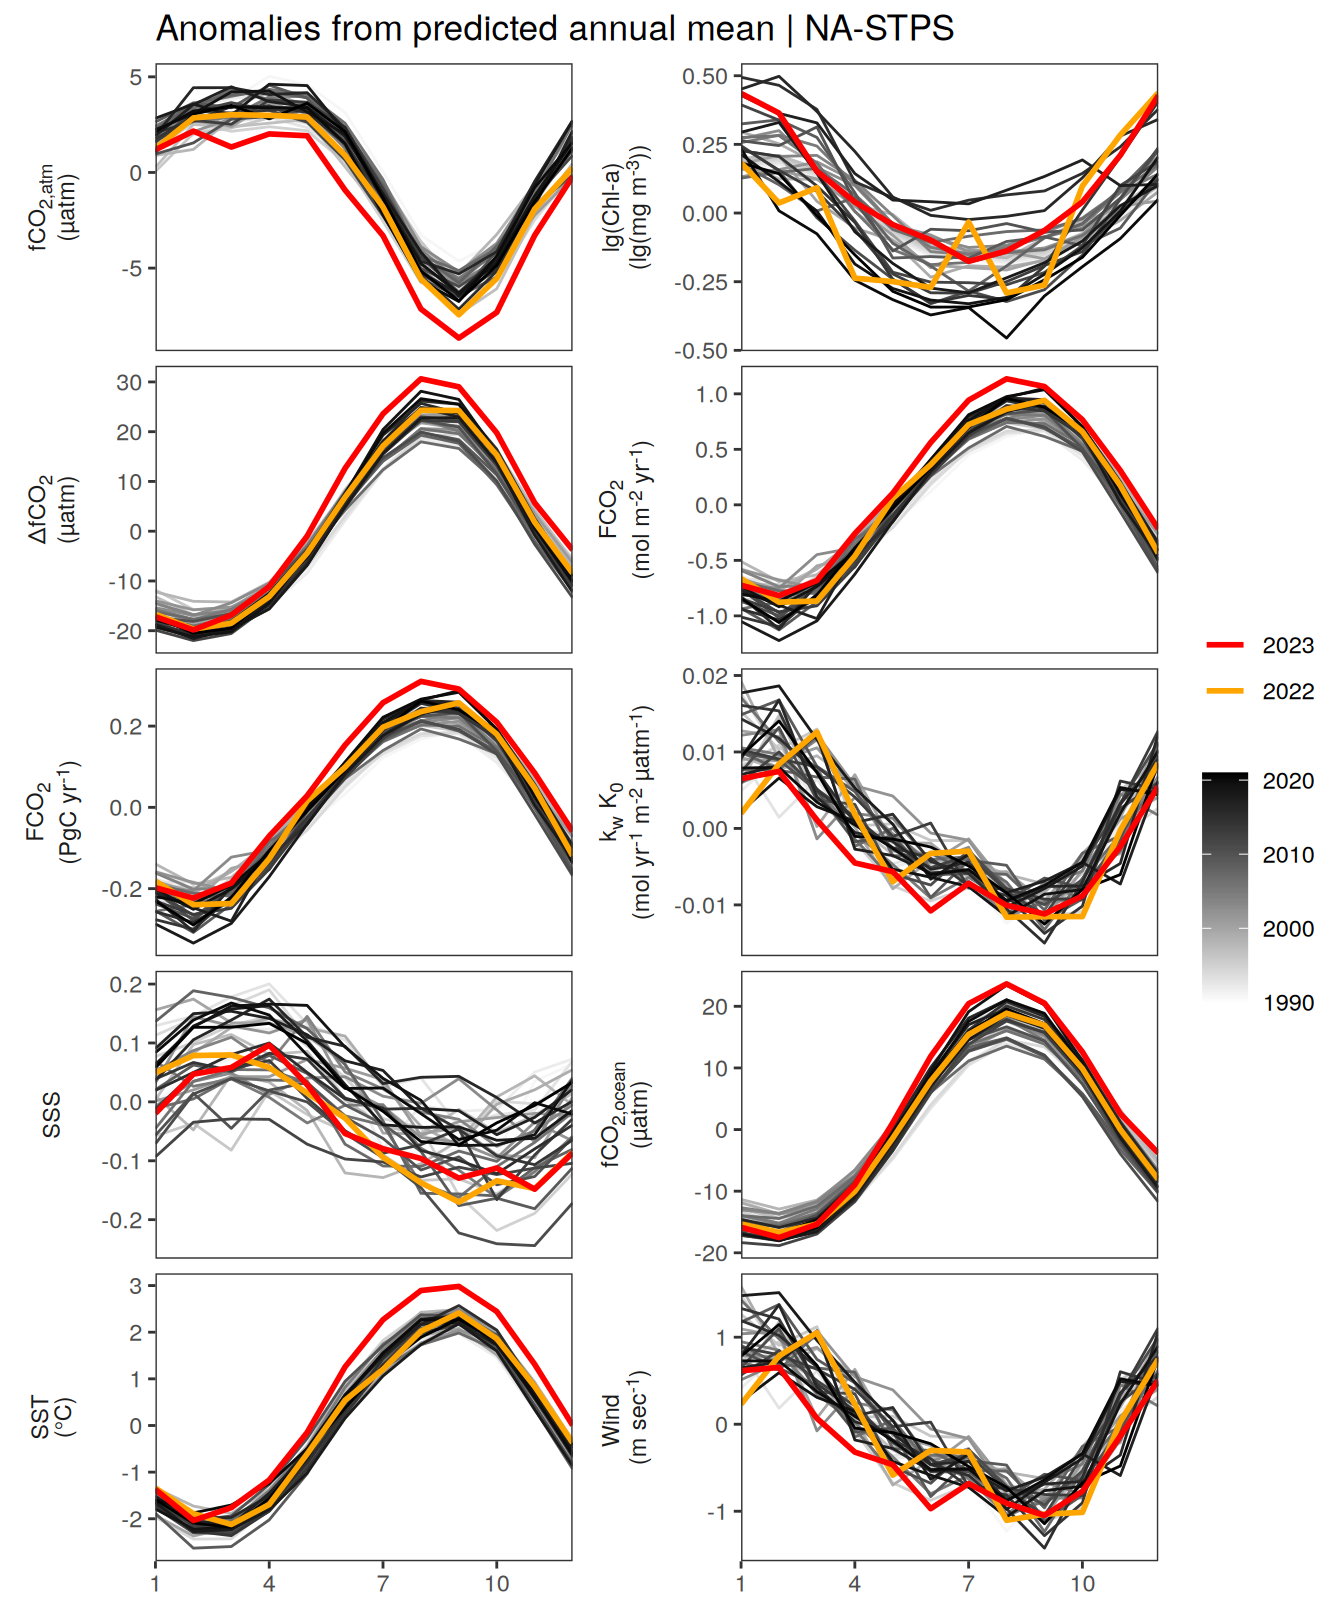 Anomalies from predicted annual mean | NA-STPS
fCO2,atm
(µatm)
5
0
-5
lg(Chl-a)
(lg(mg m-3))
0.50
0.25
0.00
-0.25
-0.50
ΔfCO2
(µatm)
30
20
10
0
-10
-20
FCO2
(mol m-2 yr-1)
1.0
0.5
0.0
-0.5
-1.0
FCO2
(PgC yr-1)
0.2
0.0
-0.2
kw K0
(mol yr-1 m-2 µatm-1)
0.02
0.01
0.00
-0.01
SSS
0.2
0.1
0.0
-0.1
-0.2
fCO2,ocean
(µatm)
20
10
0
-10
-20
SST
(°C)
3
2
1
0
-1
-2
1
4
7
10
Wind
(m sec-1)
1
0
-1
1
4
7
10
2023
2022
2020
2010
2000
1990